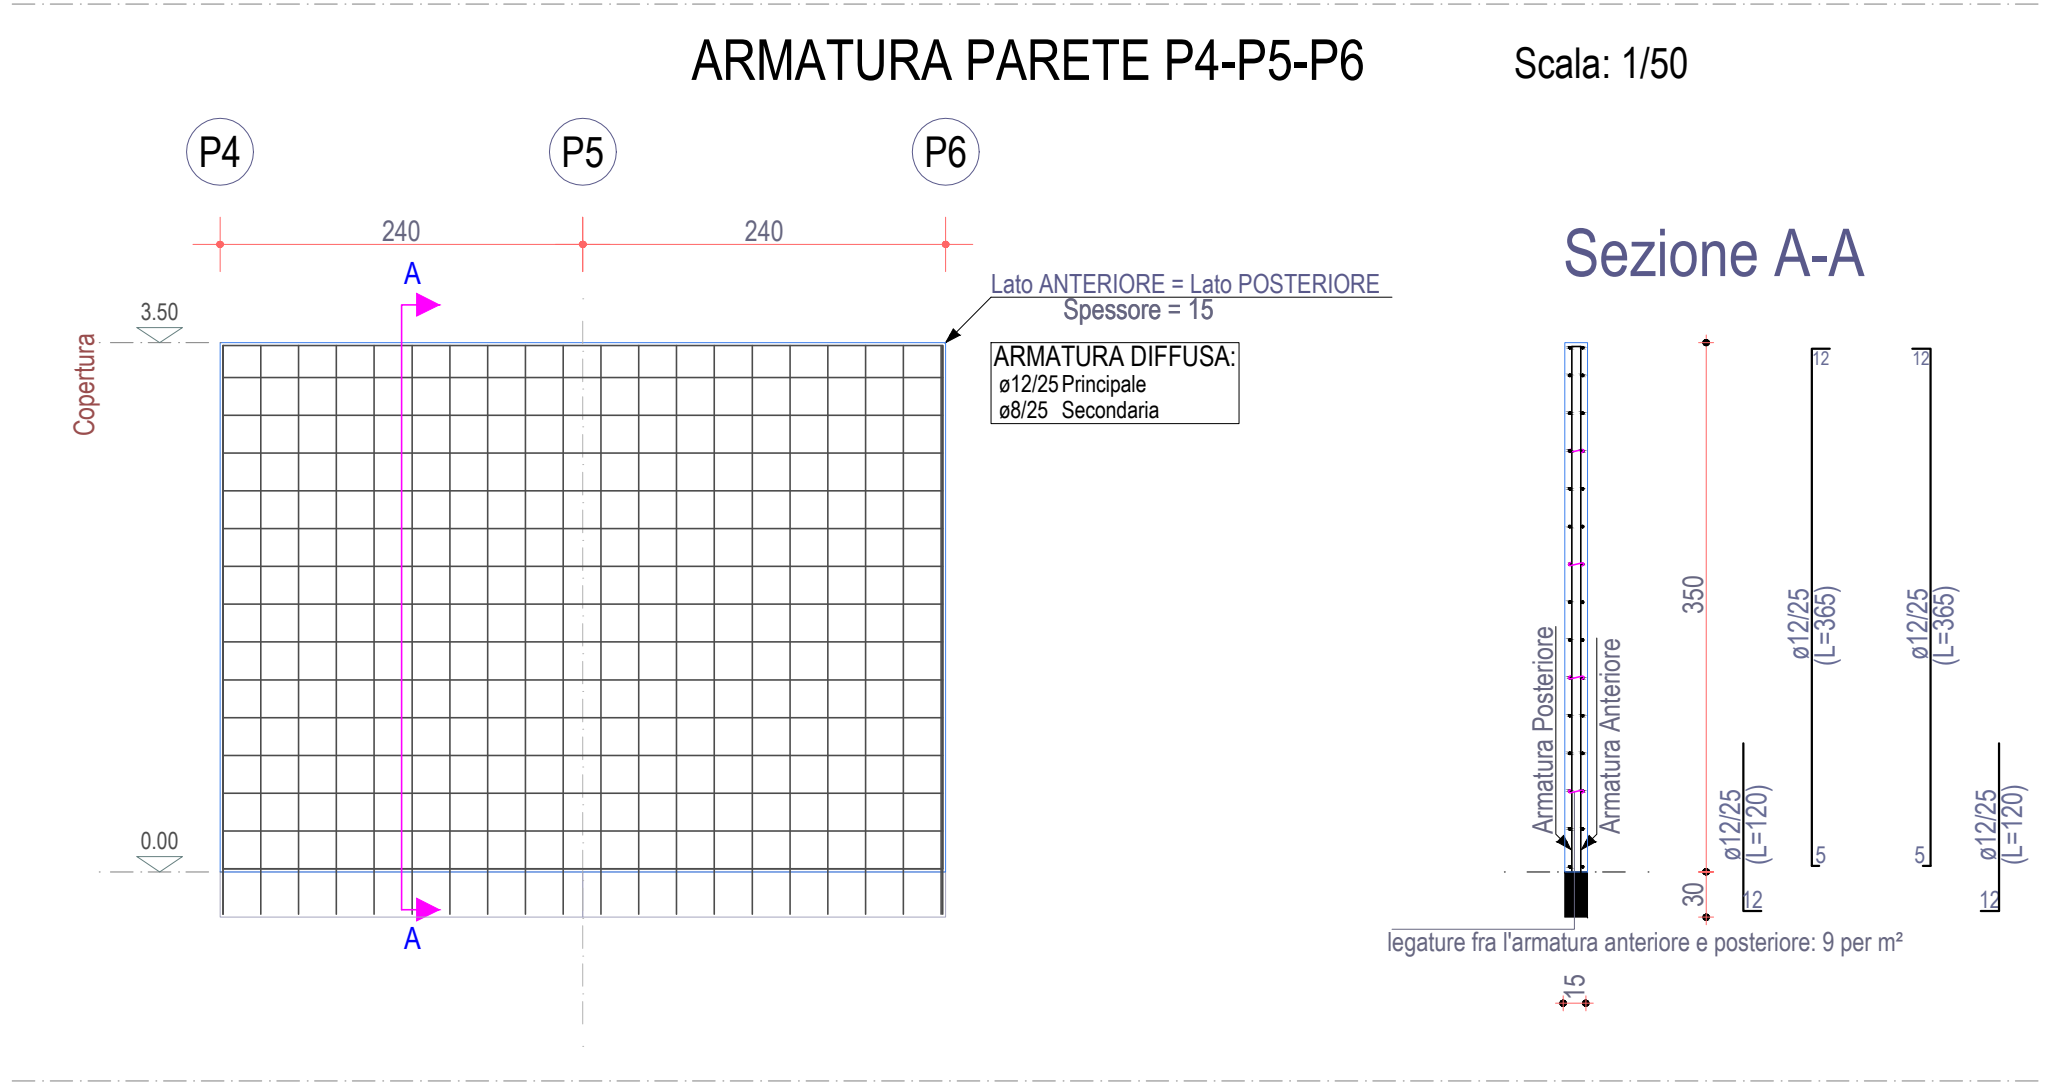 ARMATURA PARETE P4-P5-P6
Scala: 1/50
P4
P5
P6
240
240
A
Lato ANTERIORE = Lato POSTERIORE
Spessore = 15
ARMATURA DIFFUSA:
ø12/25 Principale
ø8/25 Secondaria
3.50
Copertura
0.00
A
Sezione A-A
12
12
350
ø12/25
(L=365)
ø12/25
(L=365)
Armatura Posteriore
Armatura Anteriore
ø12/25
(L=120)
5
5
ø12/25
(L=120)
30
12
12
legature fra l'armatura anteriore e posteriore: 9 per m²
15